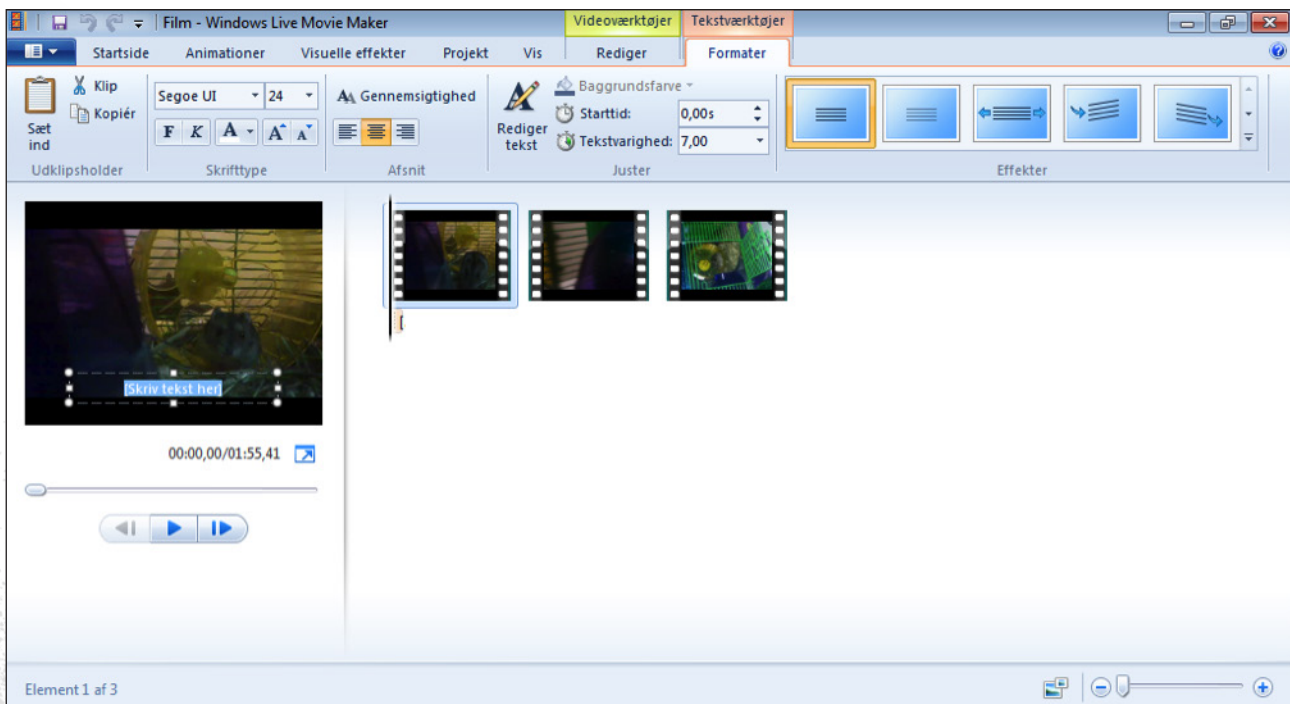 Film - Windows Live Movie Maker
Videoværktøjer
Tekstværktøjer
Startside
Animationer
Visuelle effekter
Projekt
Vis
Rediger
Formater
Sæt ind
Klip
Kopiér
Udklipsholder
Segoe UI
24
F K A A A
Skrifttype
AA Gennemsigtighed
Afsnit
Rediger tekst
Baggrundsfarve
Starttid: 0,00s
Tekstvarighed: 7,00
Juster
Effekter
[Skriv tekst her]
[
00:00,00/01:55,41
Element 1 af 3